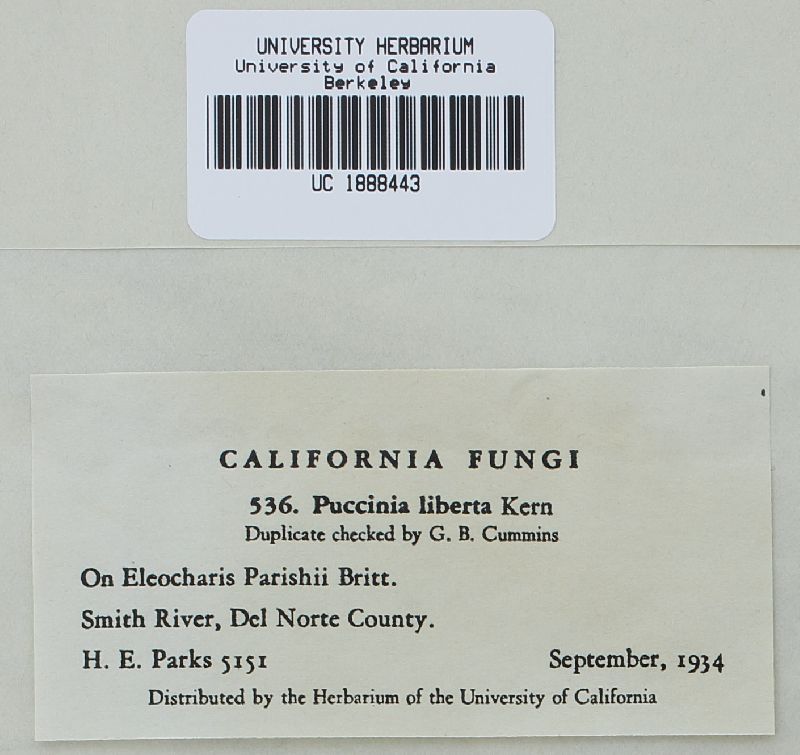 UNIVERSITY HERBARIUM
University of California
Berkeley
UC 1888443
CALIFORNIA FUNGI
536. Puccinia liberta Kern
Duplicate checked by G. B. Cummins
On Eleocharis Parishii Britt.
Smith River, Del Norte County.
H. E. Parks 5151 September, 1934
Distributed by the Herbarium of the University of California